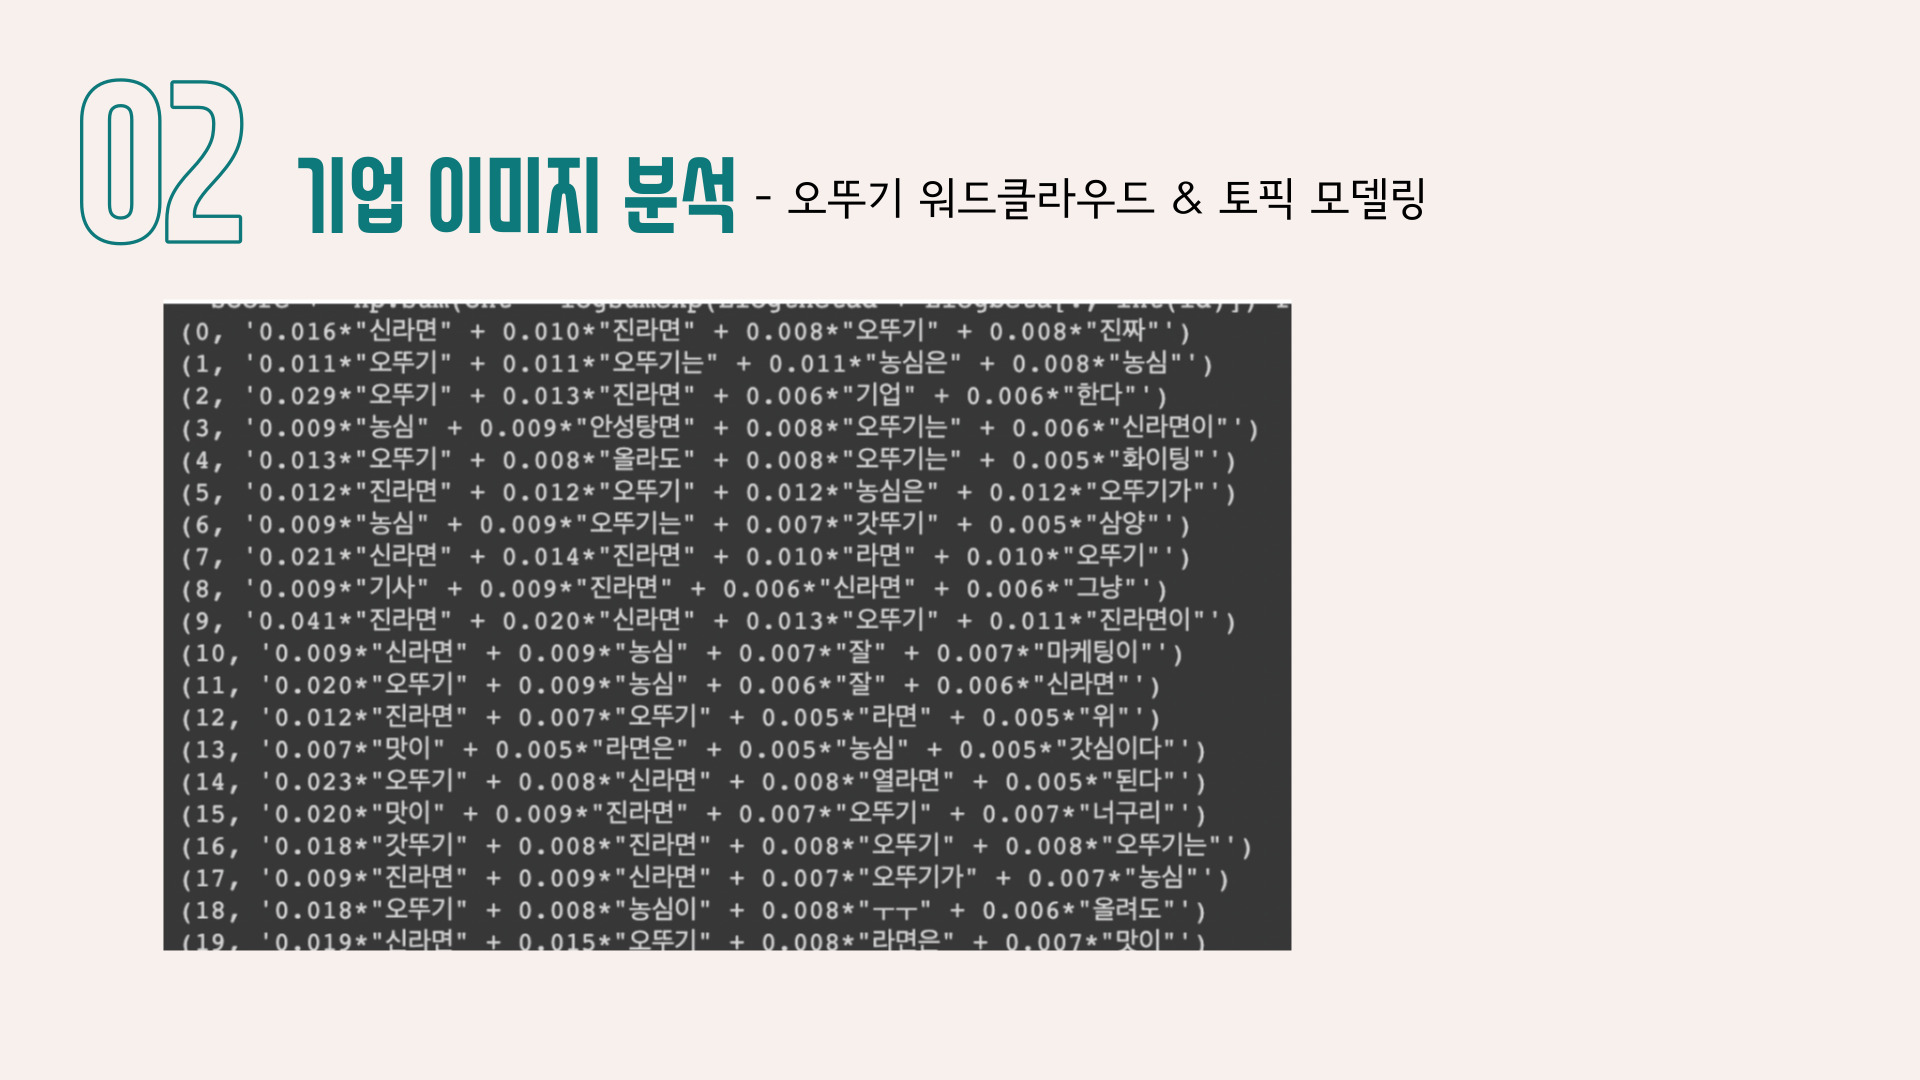 02
기업 이미지 분석 - 오뚜기 워드클라우드 & 토픽 모델링
(0, '0.016*"신라면" + 0.010*"진라면" + 0.008*"오뚜기" + 0.008*"진짜"')
(1, '0.011*"오뚜기" + 0.011*"오뚜기는" + 0.011*"농심은" + 0.008*"농심"')
(2, '0.029*"오뚜기" + 0.013*"진라면" + 0.006*"기업" + 0.006*"한다"')
(3, '0.009*"농심" + 0.009*"안성탕면" + 0.008*"오뚜기는" + 0.006*"신라면이"')
(4, '0.013*"오뚜기" + 0.008*"올라도" + 0.008*"오뚜기는" + 0.005*"화이팅"')
(5, '0.012*"진라면" + 0.012*"오뚜기" + 0.012*"농심은" + 0.012*"오뚜기가"')
(6, '0.009*"농심" + 0.009*"오뚜기는" + 0.007*"갓뚜기" + 0.005*"삼양"')
(7, '0.021*"신라면" + 0.014*"진라면" + 0.010*"라면" + 0.010*"오뚜기"')
(8, '0.009*"기사" + 0.009*"진라면" + 0.006*"신라면" + 0.006*"그냥"')
(9, '0.041*"진라면" + 0.020*"신라면" + 0.013*"오뚜기" + 0.011*"진라면이"')
(10, '0.009*"신라면" + 0.009*"농심" + 0.007*"잘" + 0.007*"마케팅이"')
(11, '0.020*"오뚜기" + 0.009*"농심" + 0.006*"잘" + 0.006*"신라면"')
(12, '0.012*"진라면" + 0.007*"오뚜기" + 0.005*"라면" + 0.005*"위"')
(13, '0.007*"맛이" + 0.005*"라면은" + 0.005*"농심" + 0.005*"갓심이다"')
(14, '0.023*"오뚜기" + 0.008*"신라면" + 0.008*"열라면" + 0.005*"된다"')
(15, '0.020*"맛이" + 0.009*"진라면" + 0.007*"오뚜기" + 0.007*"너구리"')
(16, '0.018*"갓뚜기" + 0.008*"진라면" + 0.008*"오뚜기" + 0.008*"오뚜기는"')
(17, '0.009*"진라면" + 0.009*"신라면" + 0.007*"오뚜기가" + 0.007*"농심"')
(18, '0.018*"오뚜기" + 0.008*"농심이" + 0.008*"ㅜㅜ" + 0.006*"올려도"')
(19, '0.019*"신라면" + 0.015*"오뚜기" + 0.008*"라면은" + 0.007*"맛이"')